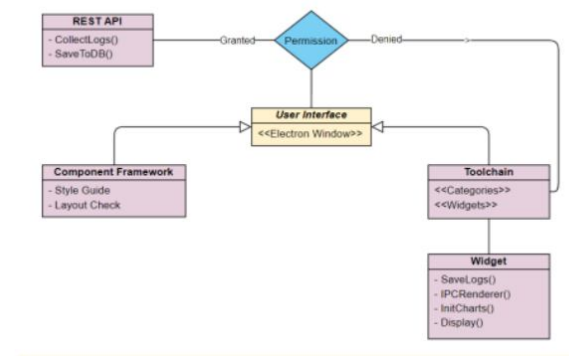 REST API
- CollectLogs()
- SaveToDB()
Granted
Permission
Denied
User Interface
<<Electron Window>>
Component Framework
- Style Guide
- Layout Check
Toolchain
<<Categories>>
<<Widgets>>
Widget
- SaveLogs()
- IPCRenderer()
- InitCharts()
- Display()